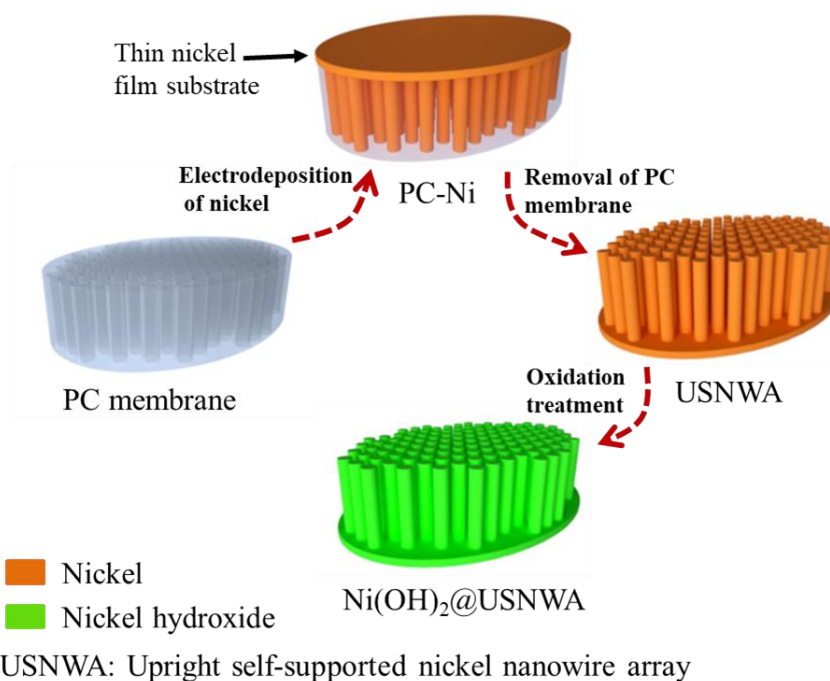 Thin nickel
film substrate
Electrodeposition
of nickel
PC-Ni
Removal of PC
membrane
PC membrane
USNWA
Oxidation
treatment
Ni(OH)₂@USNWA
Nickel
Nickel hydroxide
USNWA: Upright self-supported nickel nanowire array